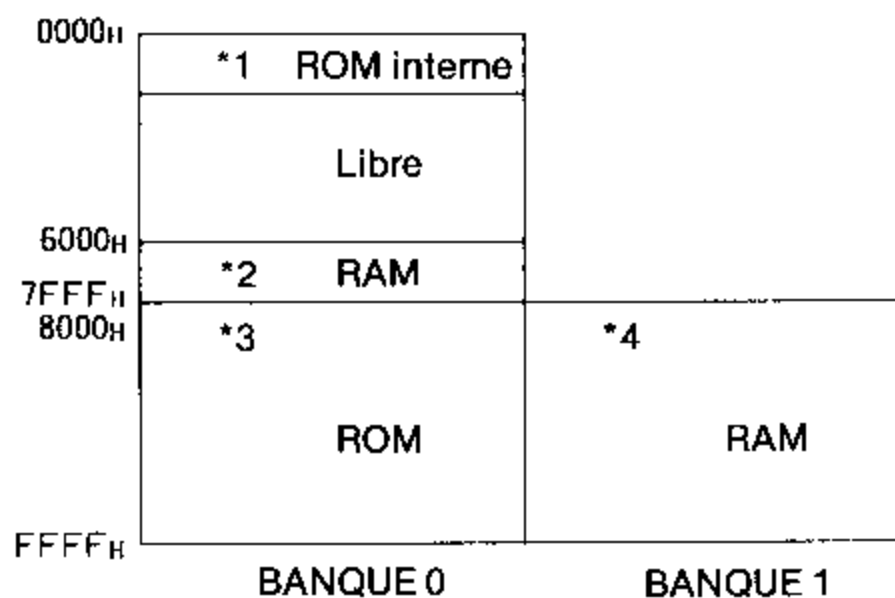 0000H
*1 ROM interne
Libre
6000H
*2 RAM
7FFFH
8000H
*3
*4
ROM
RAM
FFFFH
BANQUE 0
BANQUE 1